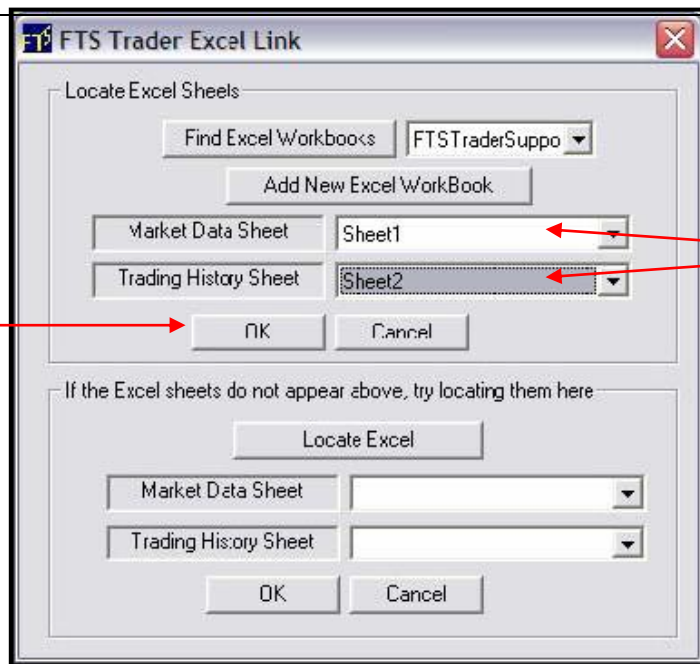 FTS FTS Trader Excel Link
Locate Excel Sheets
Find Excel Workbooks FTSTraderSuppo
Add New Excel WorkBook
Market Data Sheet Sheet1
Trading History Sheet Sheet2
OK Cancel
If the Excel sheets do not appear above, try locating them here
Locate Excel
Market Data Sheet
Trading History Sheet
OK Cancel